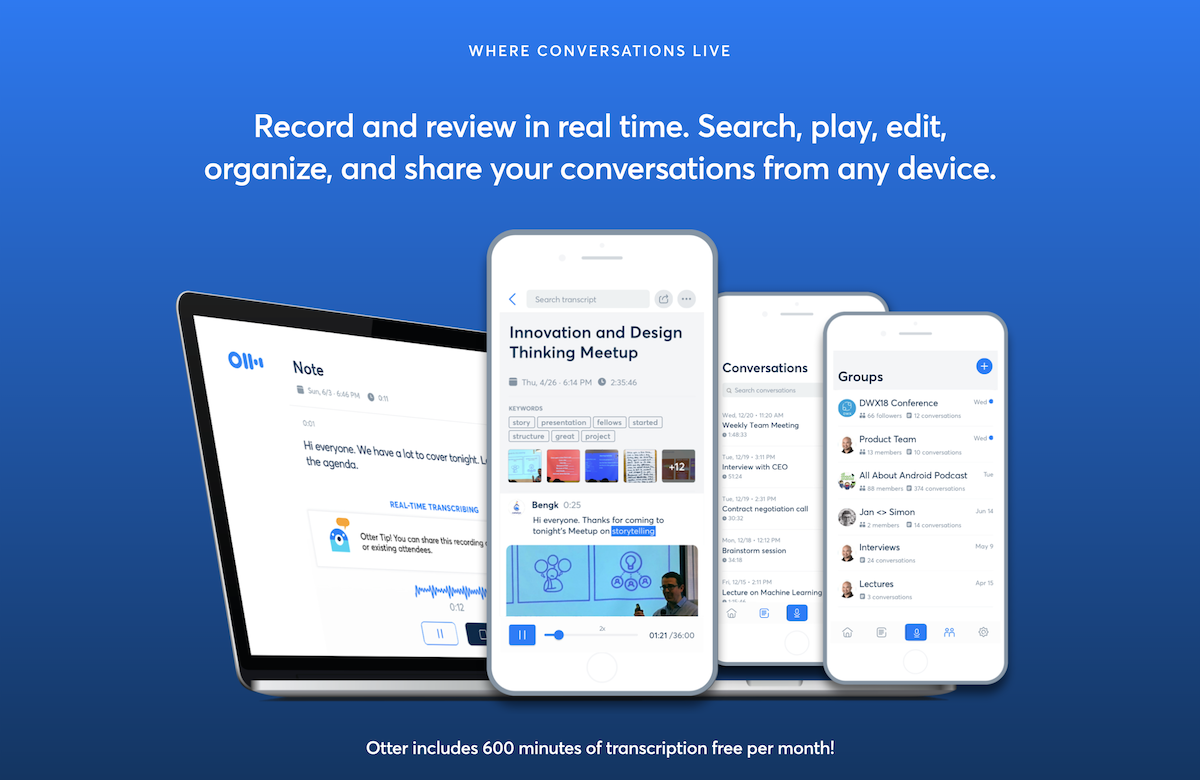 WHERE CONVERSATIONS LIVE
Record and review in real time. Search, play, edit,
organize, and share your conversations from any device.
Otter
Note
Sun, 6/3 · 6:46 PM 0:11
0:01
Hi everyone. We have a lot to cover tonight.
the agenda.
REAL-TIME TRANSCRIBING
Otter Tip! You can share this recording
or existing attendees.
0:12
Search transcript
Innovation and Design
Thinking Meetup
Thu, 4/26 · 6:14 PM 2:35:46
KEYWORDS
story presentation fellows started
structure great project
+12
Bengk 0:25
Hi everyone. Thanks for coming to
tonight's Meetup on storytelling
2x
01:21 /36:00
Conversations
Search conversations
Wed, 12/20 · 11:20 AM
Weekly Team Meeting
1:48:33
Tue, 12/19 · 3:11 PM
Interview with CEO
51:24
Tue, 12/19 · 2:31 PM
Contract negotiation call
30:32
Mon, 12/18 · 12:12 PM
Brainstorm session
34:18
Fri, 12/15 · 2:11 PM
Lecture on Machine Learning
Groups
DWX18 Conference Wed
66 followers 12 conversations
Product Team Wed
13 members 10 conversations
All About Android Podcast Tue
88 members 374 conversations
Jan <> Simon Jun 14
2 members 14 conversations
Interviews May 9
24 conversations
Lectures Apr 15
3 conversations
Otter includes 600 minutes of transcription free per month!